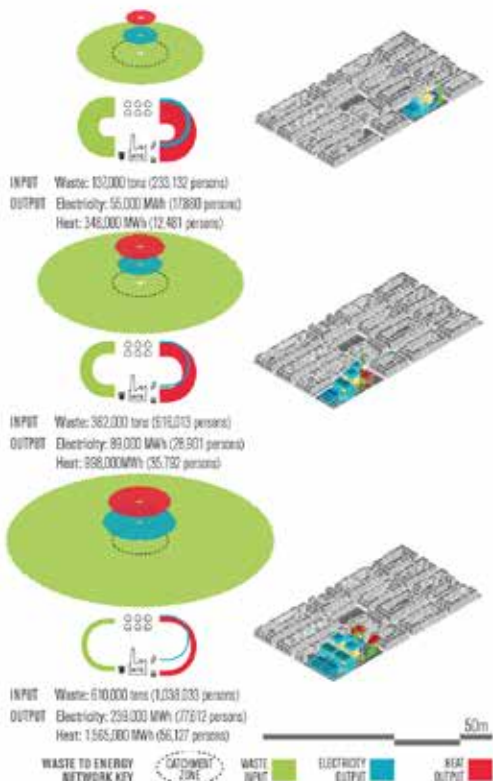 INPUT Waste: 137,000 tons (233,132 persons)
OUTPUT Electricity: 55,000 MWh (17,860 persons)
Heat: 348,000 MWh (12,481 persons)
INPUT Waste: 362,000 tons (616,013 persons)
OUTPUT Electricity: 89,000 MWh (28,901 persons)
Heat: 998,000MWh (35,792 persons)
INPUT Waste: 610,000 tons (1,038,033 persons)
OUTPUT Electricity: 239,000 MWh (77,612 persons)
Heat: 1,565,000 MWh (56,127 persons)
50m
WASTE TO ENERGY NETWORK KEY
CATCHMENT ZONE
WASTE INPUT
ELECTRICITY OUTPUT
HEAT OUTPUT